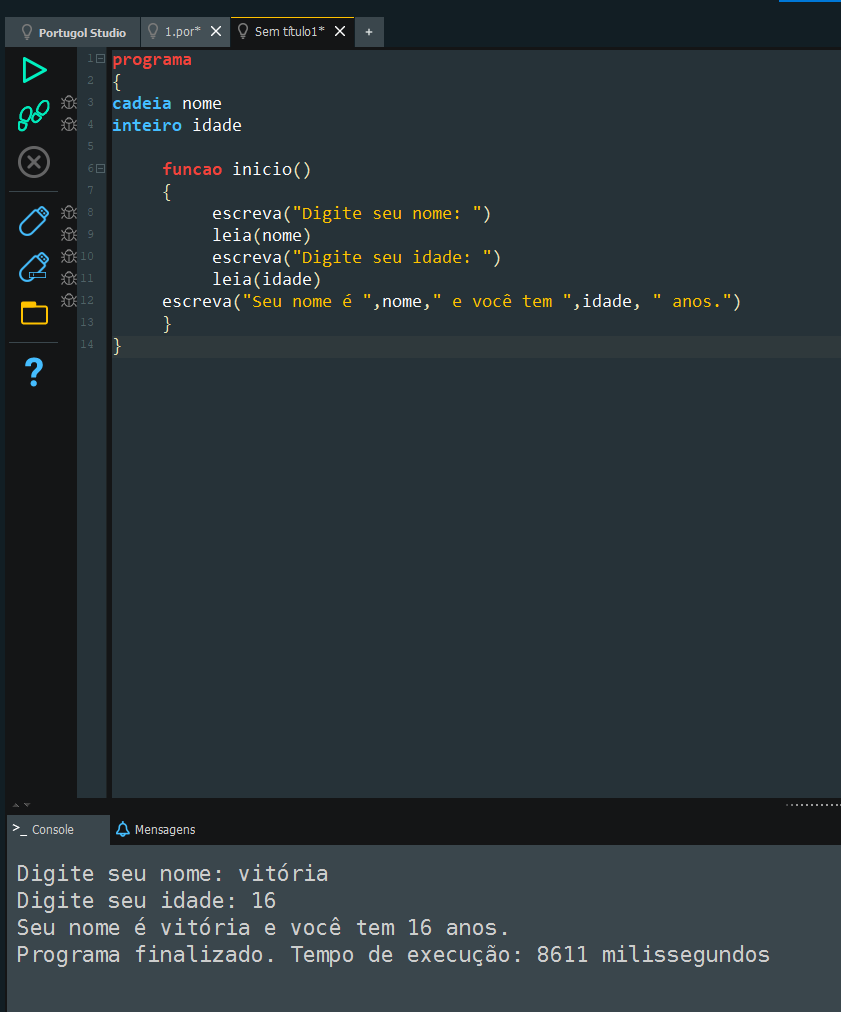 Portugol Studio 1.por* Sem título1* +
1 programa
2 {
3 cadeia nome
4 inteiro idade
5
6 funcao inicio()
7 {
8 escreva("Digite seu nome: ")
9 leia(nome)
10 escreva("Digite seu idade: ")
11 leia(idade)
12 escreva("Seu nome é ",nome," e você tem ",idade, " anos.")
13 }
14 }
>_ Console Mensagens
Digite seu nome: vitória
Digite seu idade: 16
Seu nome é vitória e você tem 16 anos.
Programa finalizado. Tempo de execução: 8611 milissegundos